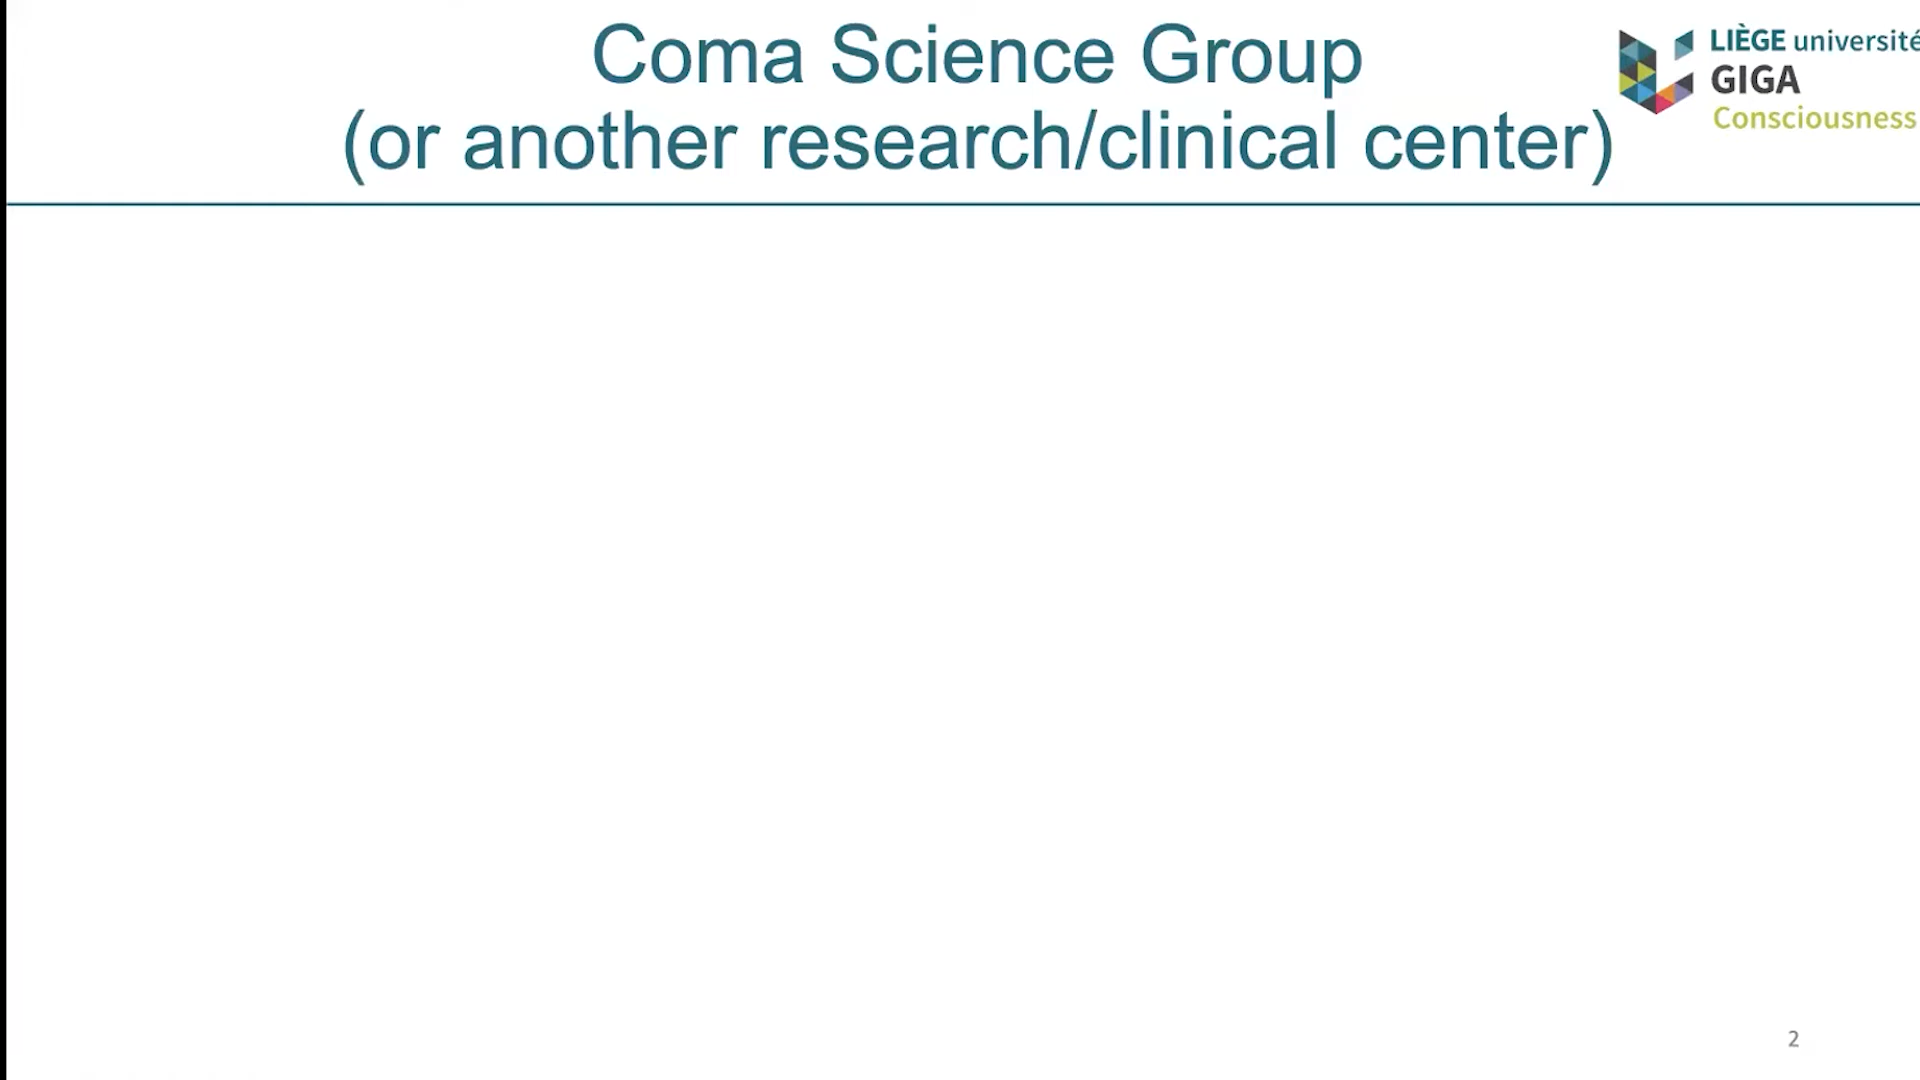 Coma Science Group
(or another research/clinical center)
LIÈGE université
GIGA
Consciousness
2